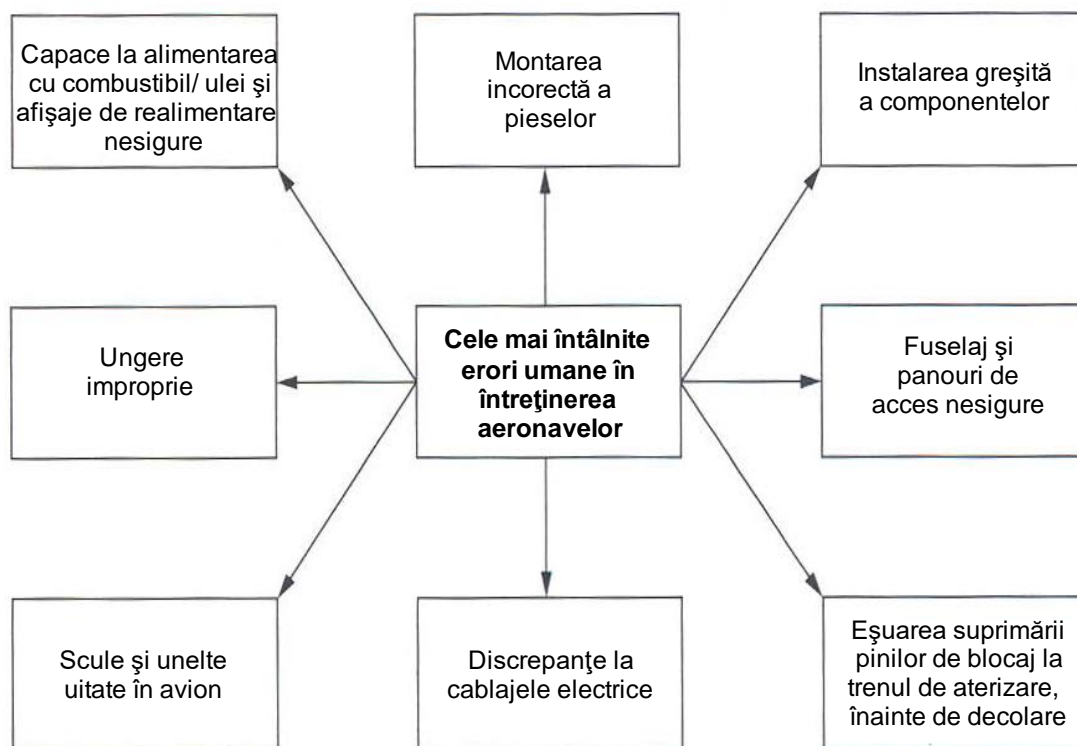 Capace la alimentarea
cu combustibil/ ulei şi
afişaje de realimentare
nesigure
Montarea
incorectă a
pieselor
Instalarea greşită
a componentelor
Ungere
improprie
Cele mai întâlnite
erori umane în
întreţinerea
aeronavelor
Fuselaj şi
panouri de
acces nesigure
Scule şi unelte
uitate în avion
Discrepanţe la
cablajele electrice
Eşuarea suprimării
pinilor de blocaj la
trenul de aterizare,
înainte de decolare